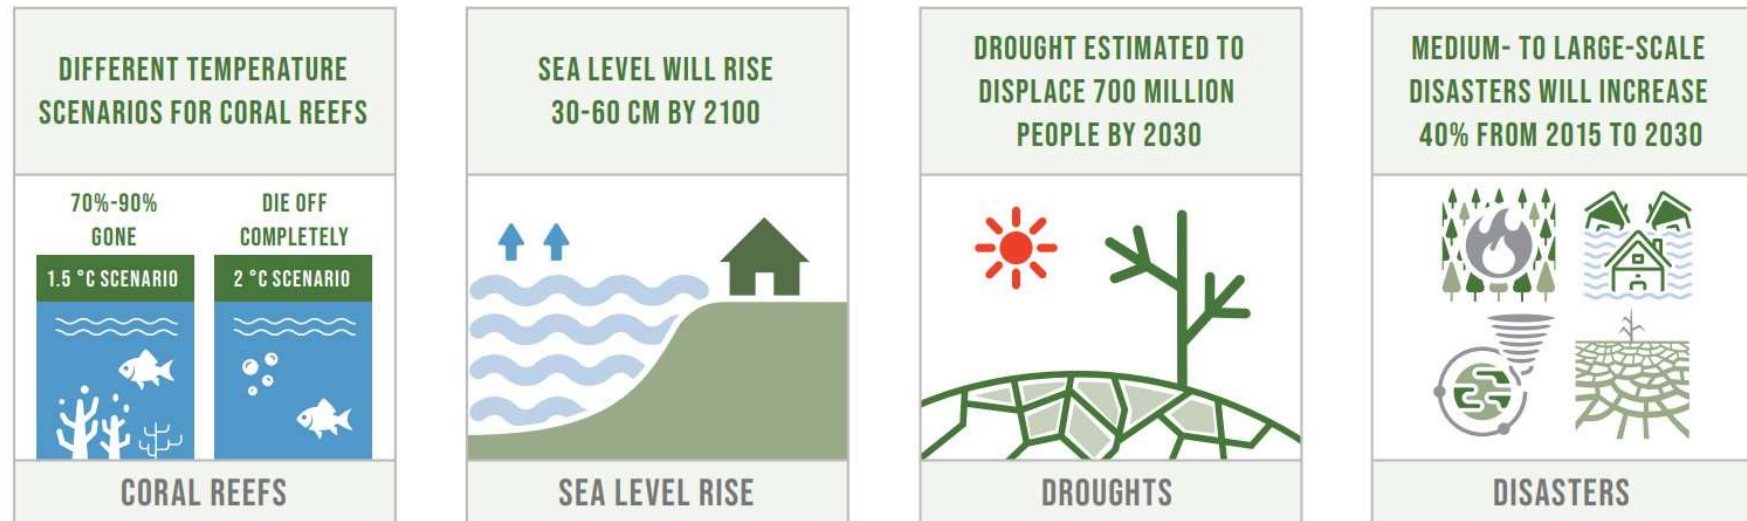 DIFFERENT TEMPERATURE
SCENARIOS FOR CORAL REEFS
70%-90%
GONE
DIE OFF
COMPLETELY
1.5 °C SCENARIO
2 °C SCENARIO
CORAL REEFS
SEA LEVEL WILL RISE
30-60 CM BY 2100
SEA LEVEL RISE
DROUGHT ESTIMATED TO
DISPLACE 700 MILLION
PEOPLE BY 2030
DROUGHTS
MEDIUM- TO LARGE-SCALE
DISASTERS WILL INCREASE
40% FROM 2015 TO 2030
DISASTERS